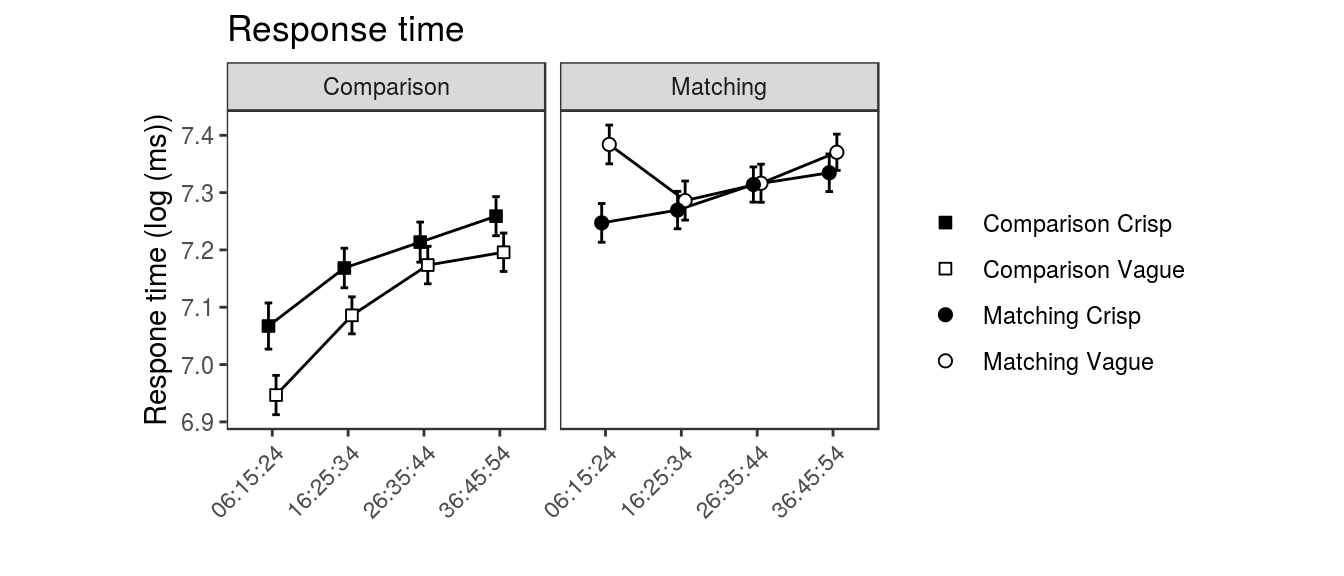 Response time
Comparison
Matching
Respone time (log (ms))
7.4
7.3
7.2
7.1
7.0
6.9
06:15:24
16:25:34
26:35:44
36:45:54
06:15:24
16:25:34
26:35:44
36:45:54
Comparison Crisp
Comparison Vague
Matching Crisp
Matching Vague